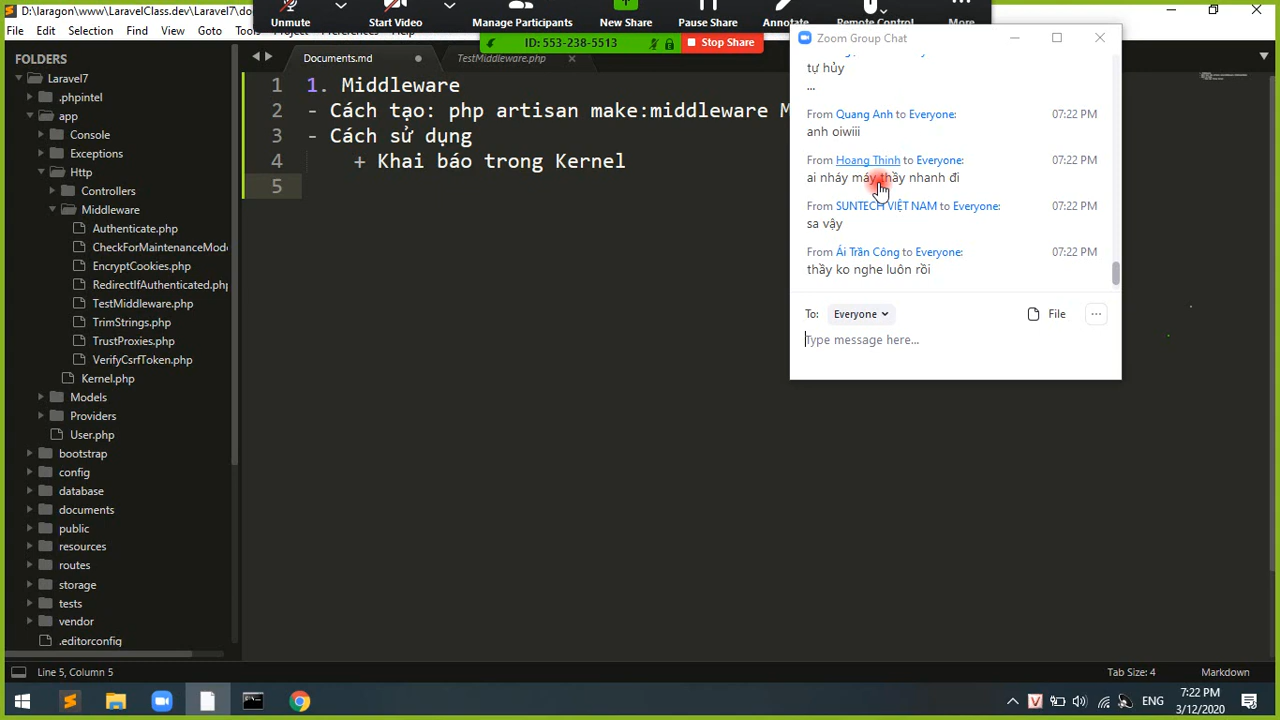 D:\laragon\www\LaravelClass.dev\Laravel7\do
Unmute
Start Video
Manage Participants
New Share
Pause Share
Annotate
Remote Control
More
File Edit Selection Find View Goto Tools Project Preferences Help
ID: 553-238-5513
Stop Share
FOLDERS
Laravel7
.phpintel
app
Console
Exceptions
Http
Controllers
Middleware
Authenticate.php
CheckForMaintenanceMode
EncryptCookies.php
RedirectIfAuthenticated.php
TestMiddleware.php
TrimStrings.php
TrustProxies.php
VerifyCsrfToken.php
Kernel.php
Models
Providers
User.php
bootstrap
config
database
documents
public
resources
routes
storage
tests
vendor
.editorconfig
Documents.md
TestMiddleware.php
1 1. Middleware
2 - Cách tạo: php artisan make:middleware M
3 - Cách sử dụng
4 + Khai báo trong Kernel
5
Zoom Group Chat
tự hủy
...
From Quang Anh to Everyone: 07:22 PM
anh oiwiii
From Hoang Thinh to Everyone: 07:22 PM
ai nháy máy thầy nhanh đi
From SUNTECH VIỆT NAM to Everyone: 07:22 PM
sa vậy
From Ái Trần Công to Everyone: 07:22 PM
thầy ko nghe luôn rồi
To: Everyone
File
...
Type message here...
Line 5, Column 5
Tab Size: 4
Markdown
ENG
7:22 PM
3/12/2020